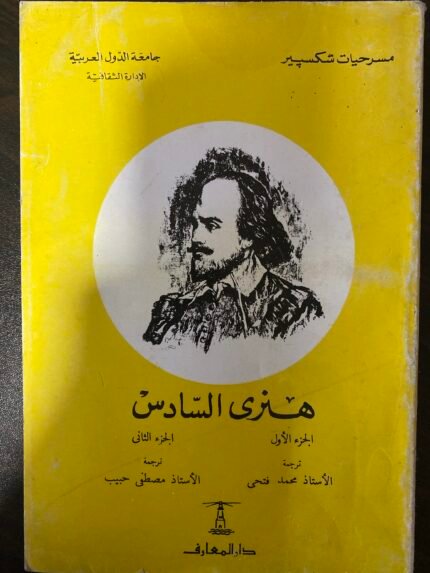 مسرحيات شكسبير
جامعة الدول العربية
الإدارة الثقافية
هنرى السادس
الجزء الأول
ترجمة
الأستاذ محمد فتحى
الجزء الثانى
ترجمة
الأستاذ مصطفى حبيب
دار المعارف